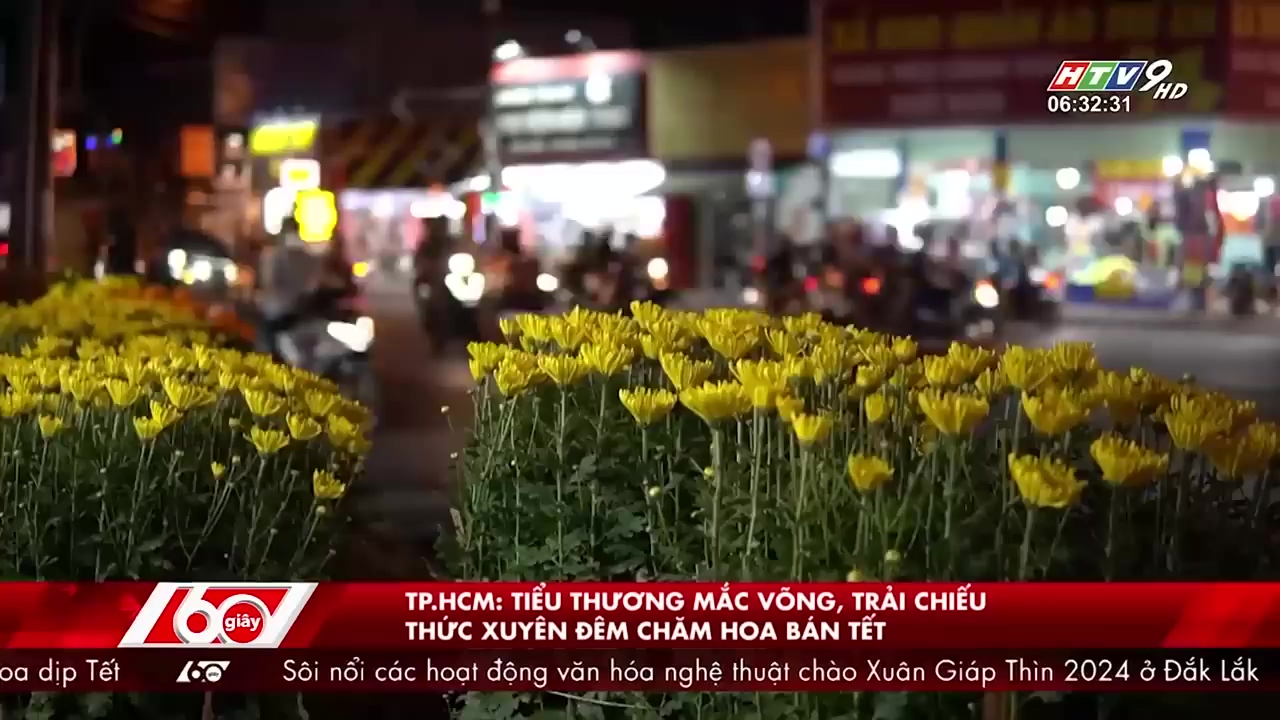 HTV9 HD
06:32:31
60 giây
TP.HCM: TIỂU THƯƠNG MẮC VÕNG, TRẢI CHIẾU
THỨC XUYÊN ĐÊM CHĂM HOA BÁN TẾT
oa dịp Tết 60 giây Sôi nổi các hoạt động văn hóa nghệ thuật chào Xuân Giáp Thìn 2024 ở Đắk Lắk